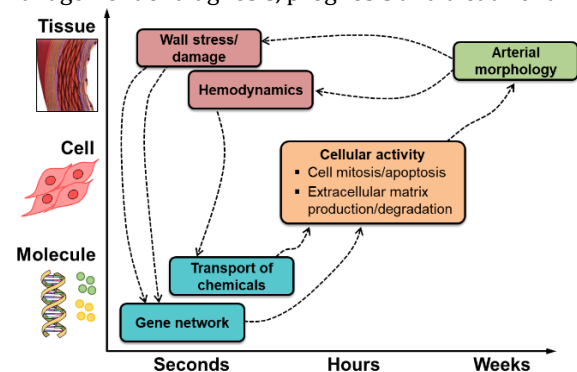 Tissue
Wall stress/
damage
Arterial
morphology
Hemodynamics
Cell
Cellular activity
▪ Cell mitosis/apoptosis
▪ Extracellular matrix
production/degradation
Molecule
Transport of
chemicals
Gene network
Seconds
Hours
Weeks